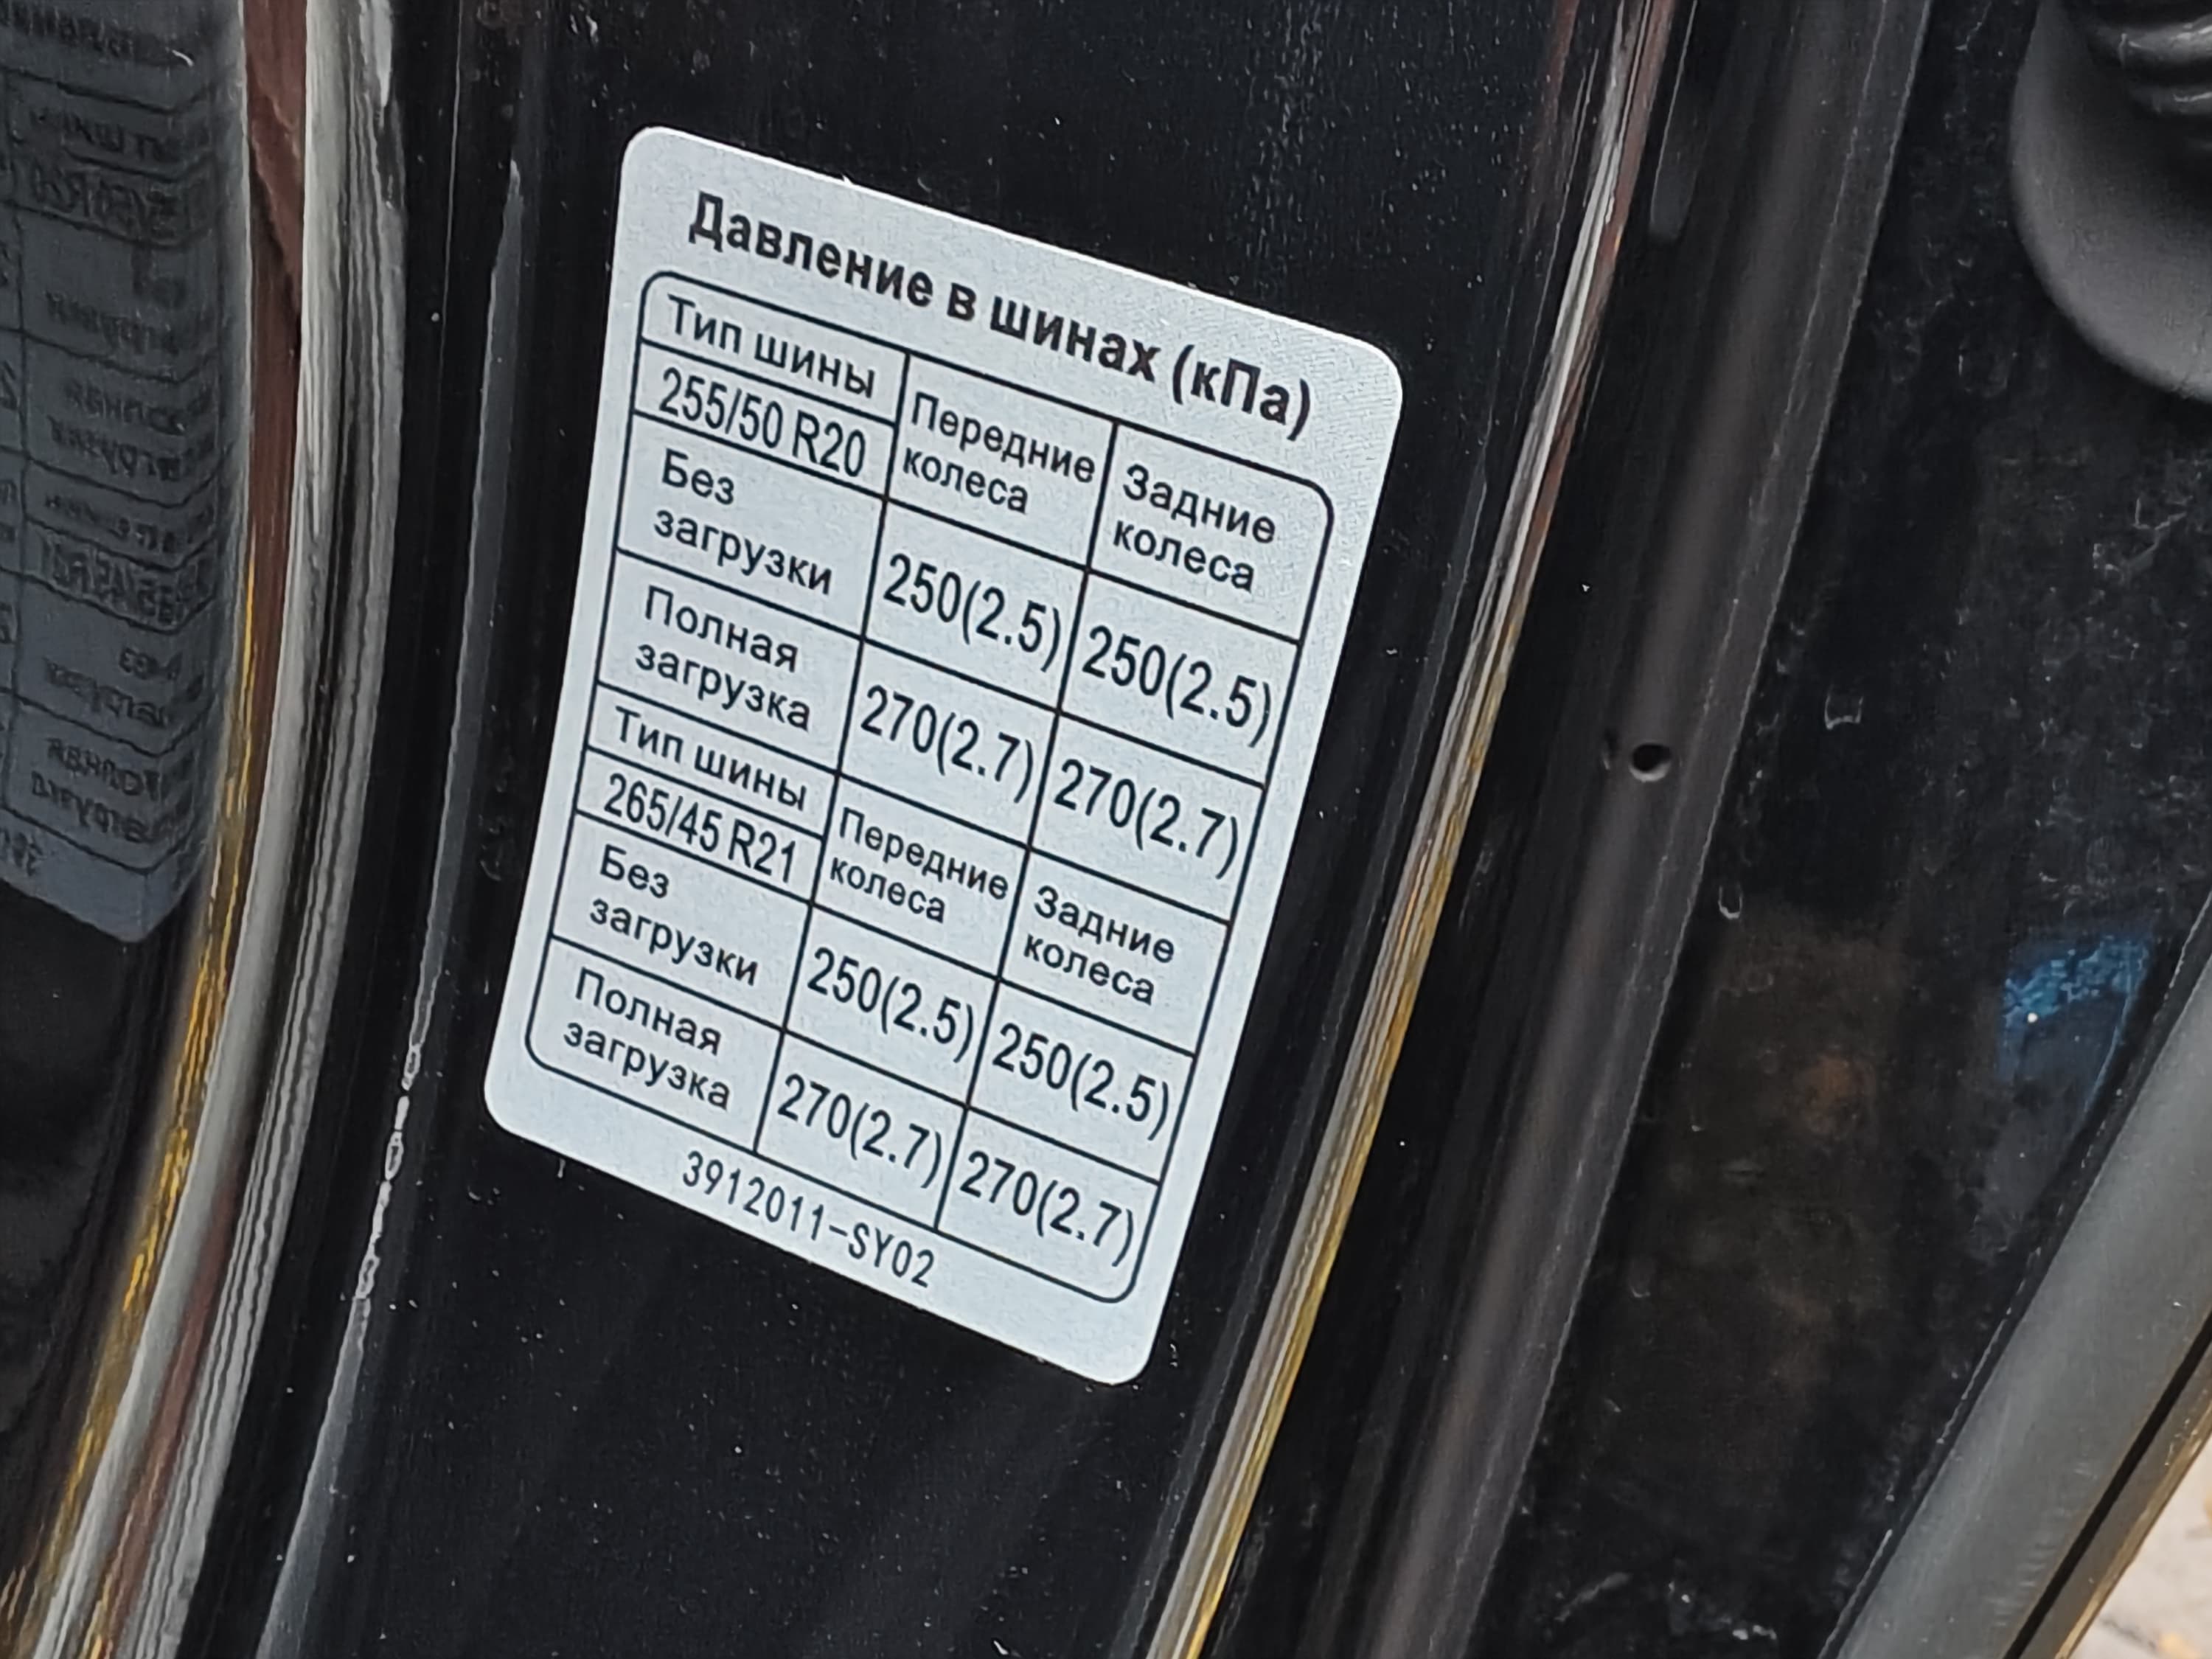 Давление в шинах (кПа)
Тип шины
255/50 R20
Передние
колеса
Задние
колеса
Без
загрузки
250(2.5)
250(2.5)
Полная
загрузка
270(2.7)
270(2.7)
Тип шины
265/45 R21
Передние
колеса
Задние
колеса
Без
загрузки
250(2.5)
250(2.5)
Полная
загрузка
270(2.7)
270(2.7)
3912011-SY02